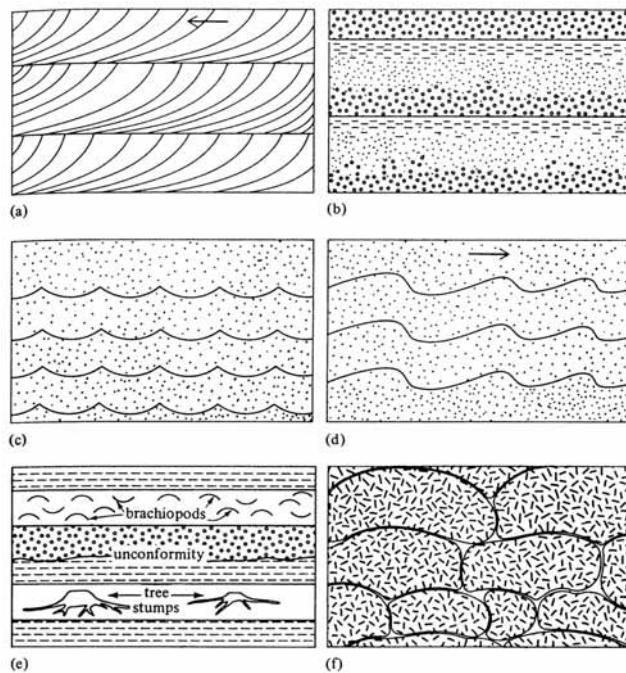 (a)
(b)
(c)
(d)
brachiopods
unconformity
tree
stumps
(e)
(f)